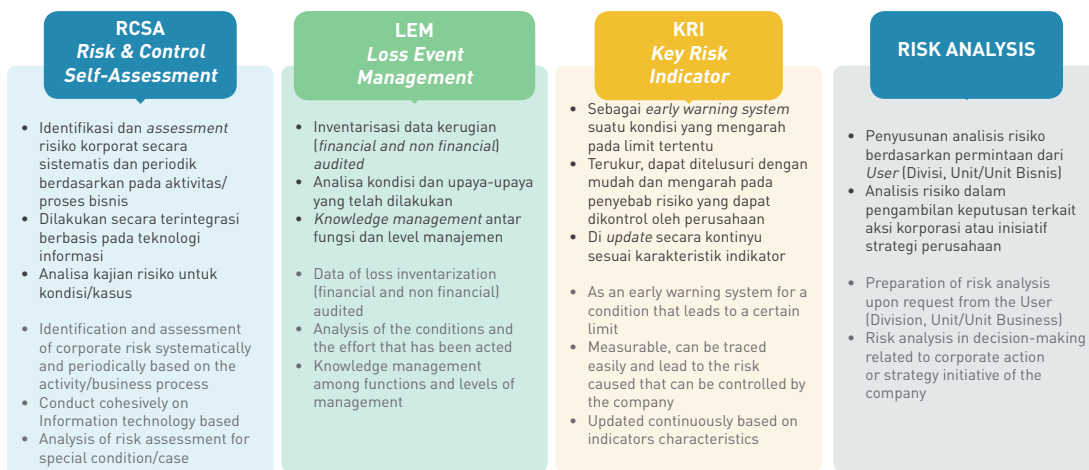 RCSA
Risk & Control
Self-Assessment
• Identifikasi dan assessment
risiko korporat secara
sistematis dan periodik
berdasarkan pada aktivitas/
proses bisnis
• Dilakukan secara terintegrasi
berbasis pada teknologi
informasi
• Analisa kajian risiko untuk
kondisi/kasus
• Identification and assessment
of corporate risk systematically
and periodically based on the
activity/business process
• Conduct cohesively on
Information technology based
• Analysis of risk assessment for
special condition/case
LEM
Loss Event
Management
• Inventarisasi data kerugian
(financial and non financial)
audited
• Analisa kondisi dan upaya-upaya
yang telah dilakukan
• Knowledge management antar
fungsi dan level manajemen
• Data of loss inventarization
(financial and non financial)
audited
• Analysis of the conditions and
the effort that has been acted
• Knowledge management
among functions and levels of
management
KRI
Key Risk
Indicator
• Sebagai early warning system
suatu kondisi yang mengarah
pada limit tertentu
• Terukur, dapat ditelusuri dengan
mudah dan mengarah pada
penyebab risiko yang dapat
dikontrol oleh perusahaan
• Di update secara kontinyu
sesuai karakteristik indikator
• As an early warning system for a
condition that leads to a certain
limit
• Measurable, can be traced
easily and lead to the risk
caused that can be controlled by
the company
• Updated continuously based on
indicators characteristics
RISK ANALYSIS
• Penyusunan analisis risiko
berdasarkan permintaan dari
User (Divisi, Unit/Unit Bisnis)
• Analisis risiko dalam
pengambilan keputusan terkait
aksi korporasi atau inisiatif
strategi perusahaan
• Preparation of risk analysis
upon request from the User
(Division, Unit/Unit Business)
• Risk analysis in decision-making
related to corporate action
or strategy initiative of the
company